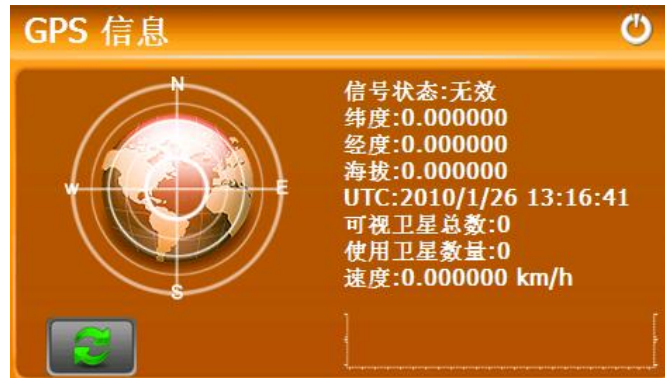 GPS 信息
N
W
E
S
信号状态:无效
纬度:0.000000
经度:0.000000
海拔:0.000000
UTC:2010/1/26 13:16:41
可视卫星总数:0
使用卫星数量:0
速度:0.000000 km/h